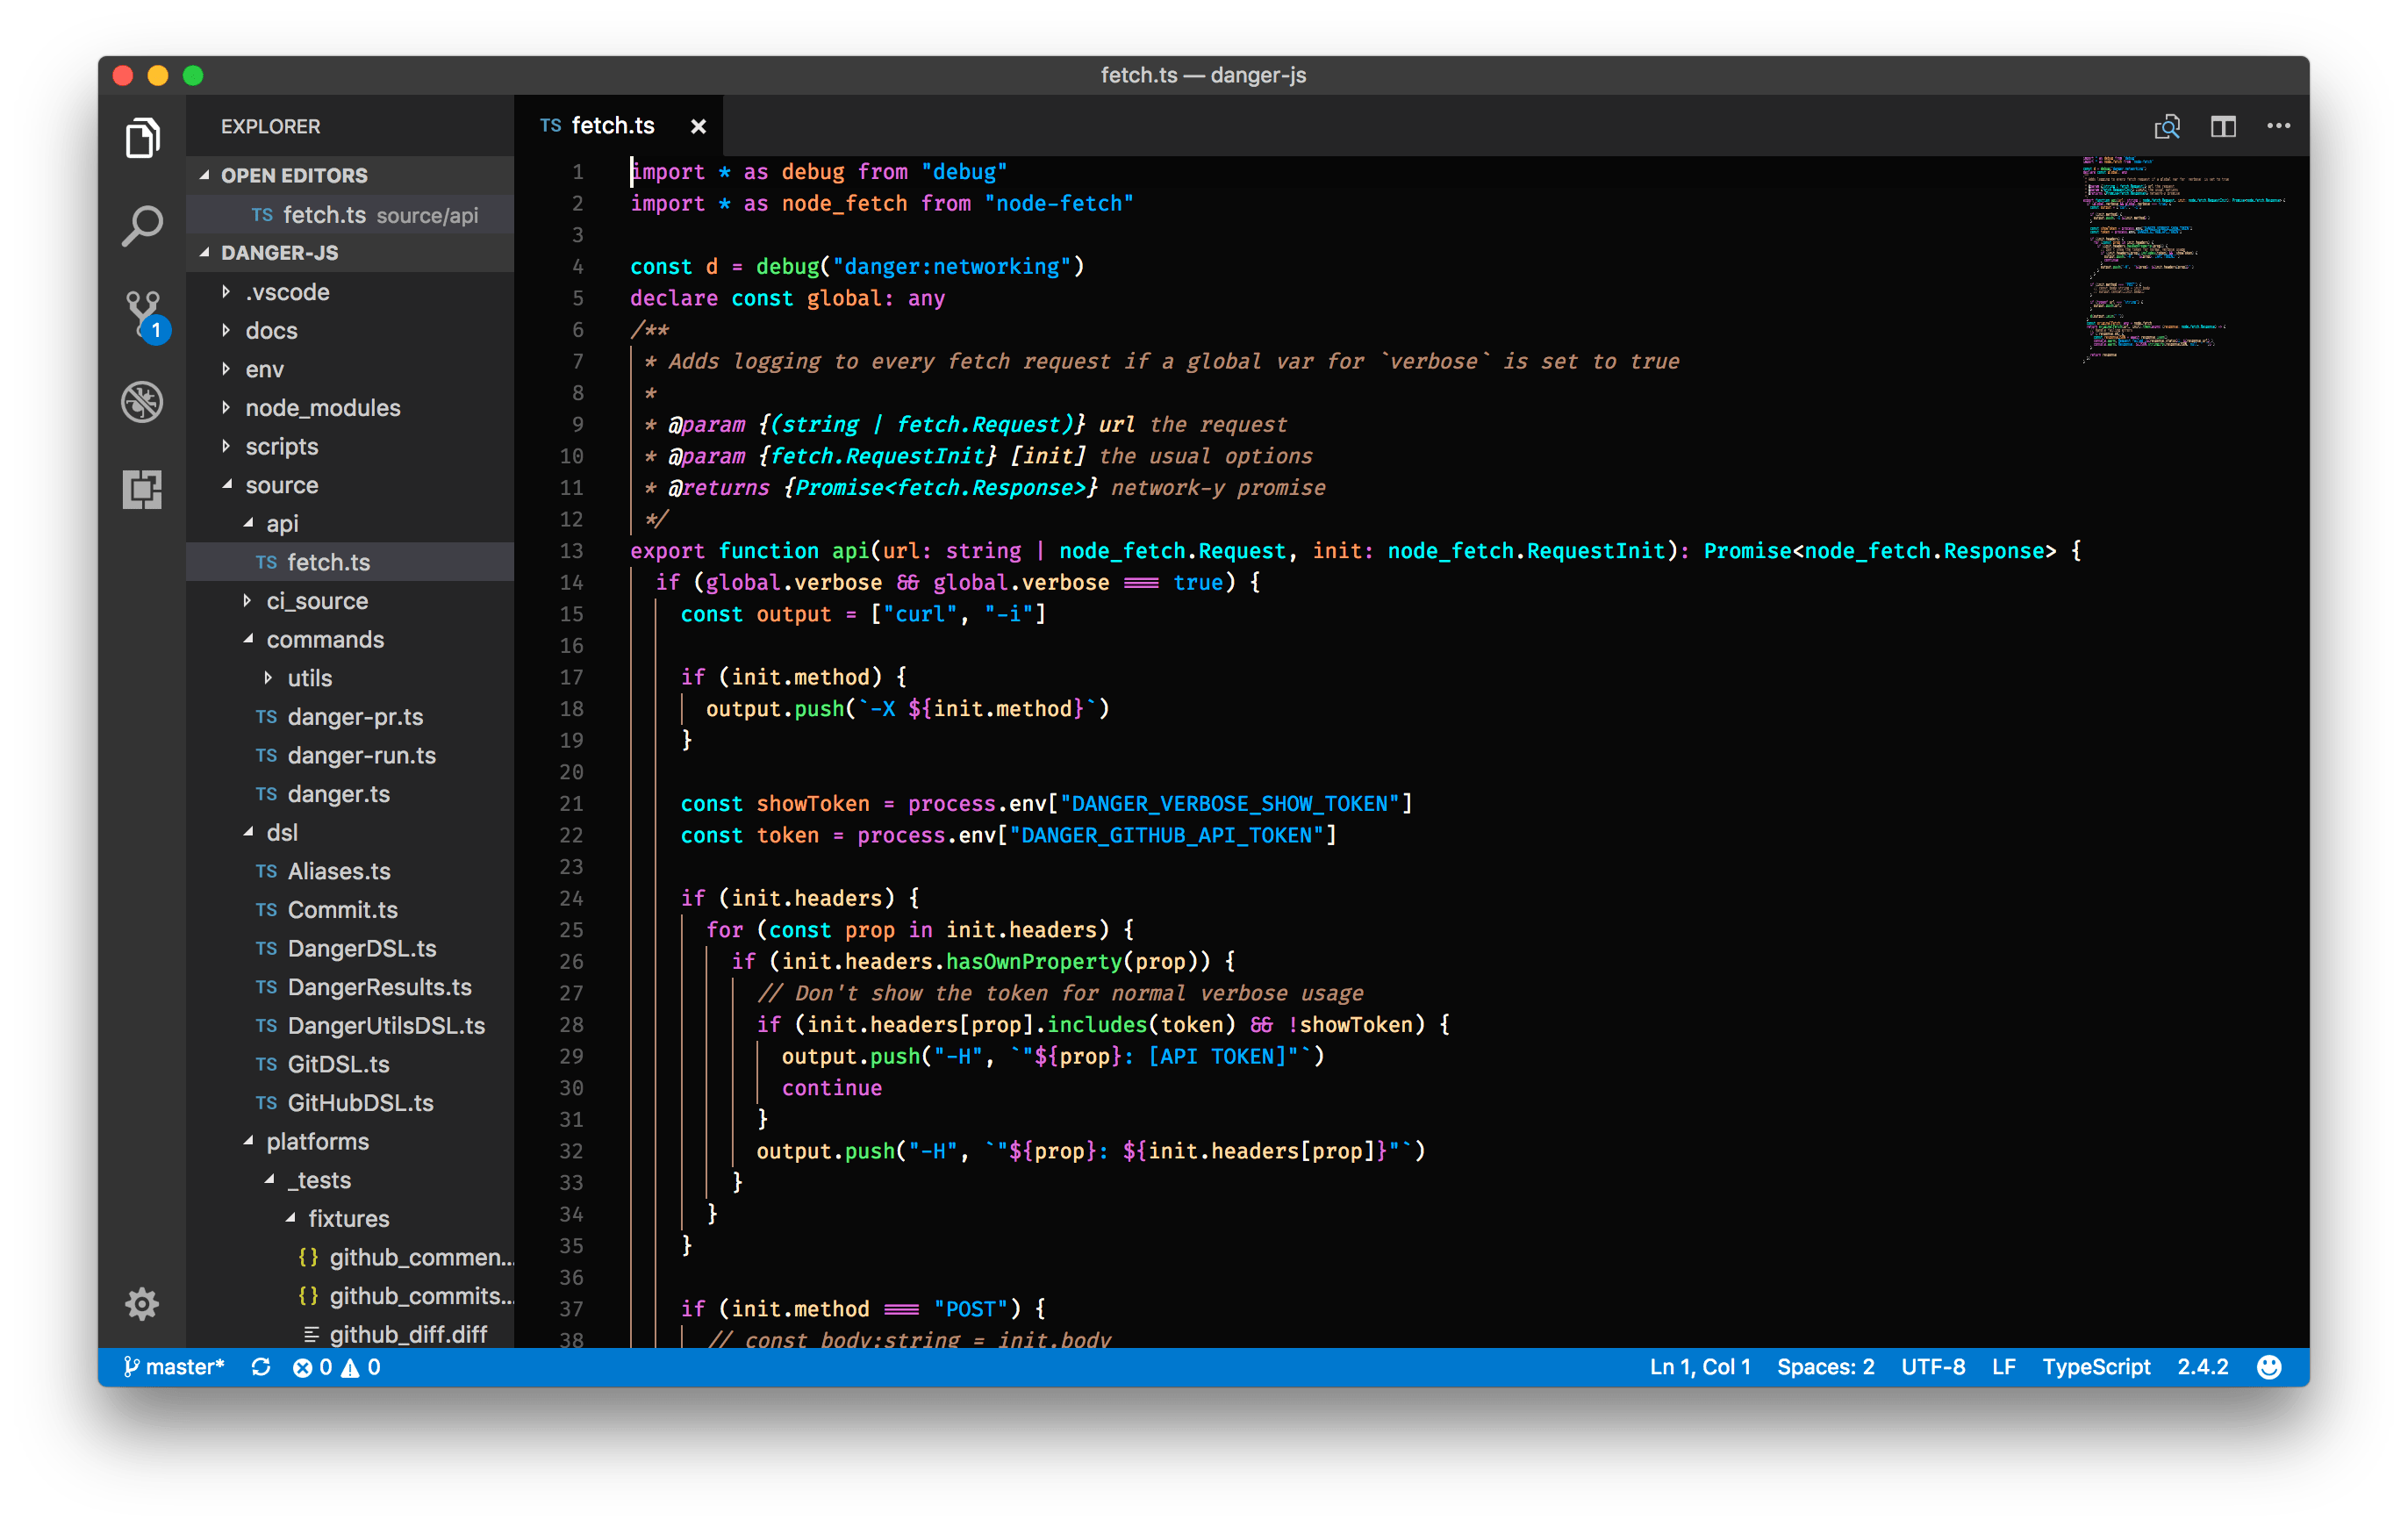 fetch.ts — danger-js
EXPLORER
OPEN EDITORS
TS fetch.ts source/api
DANGER-JS
.vscode
docs
env
node_modules
scripts
source
api
TS fetch.ts
ci_source
commands
utils
TS danger-pr.ts
TS danger-run.ts
TS danger.ts
dsl
TS Aliases.ts
TS Commit.ts
TS DangerDSL.ts
TS DangerResults.ts
TS DangerUtilsDSL.ts
TS GitDSL.ts
TS GitHubDSL.ts
platforms
_tests
fixtures
{} github_commen...
{} github_commits...
github_diff.diff
1
TS fetch.ts ×
1 import * as debug from "debug"
2 import * as node_fetch from "node-fetch"
3
4 const d = debug("danger:networking")
5 declare const global: any
6 /**
7 * Adds logging to every fetch request if a global var for `verbose` is set to true
8 *
9 * @param {(string | fetch.Request)} url the request
10 * @param {fetch.RequestInit} [init] the usual options
11 * @returns {Promise<fetch.Response>} network-y promise
12 */
13 export function api(url: string | node_fetch.Request, init: node_fetch.RequestInit): Promise<node_fetch.Response> {
14 if (global.verbose && global.verbose === true) {
15 const output = ["curl", "-i"]
16
17 if (init.method) {
18 output.push(`-X ${init.method}`)
19 }
20
21 const showToken = process.env["DANGER_VERBOSE_SHOW_TOKEN"]
22 const token = process.env["DANGER_GITHUB_API_TOKEN"]
23
24 if (init.headers) {
25 for (const prop in init.headers) {
26 if (init.headers.hasOwnProperty(prop)) {
27 // Don't show the token for normal verbose usage
28 if (init.headers[prop].includes(token) && !showToken) {
29 output.push("-H", `"${prop}: [API TOKEN]"`)
30 continue
31 }
32 output.push("-H", `"${prop}: ${init.headers[prop]}"`)
33 }
34 }
35 }
36
37 if (init.method === "POST") {
38 // const body:string = init.body
master* 0 0
Ln 1, Col 1 Spaces: 2 UTF-8 LF TypeScript 2.4.2